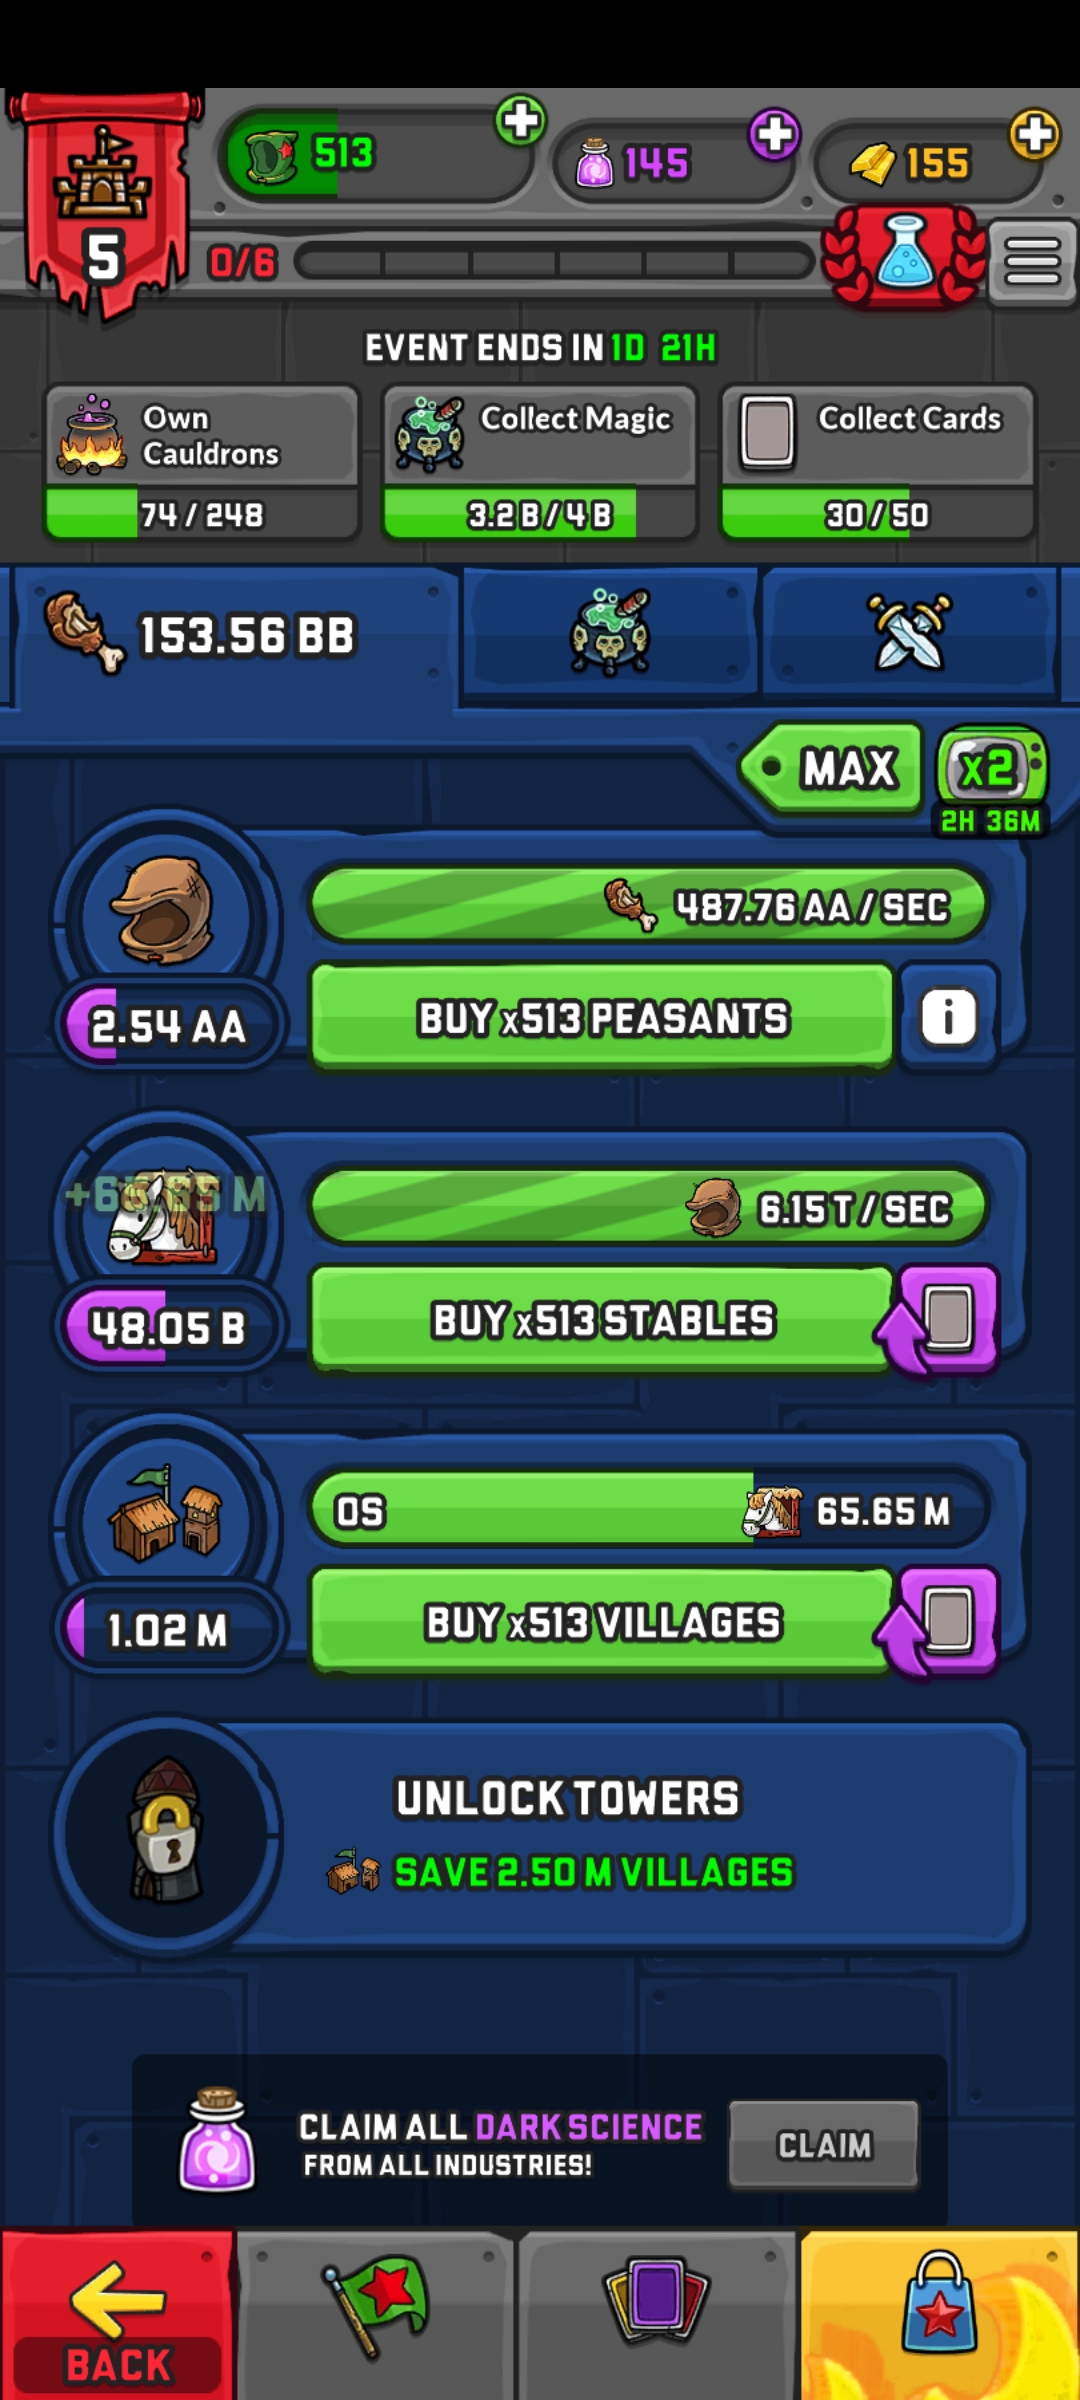 513
145
155
5
0/6
EVENT ENDS IN 1D 21H
Own
Cauldrons
74 / 248
Collect Magic
3.2 B / 4 B
Collect Cards
30 / 50
153.56 BB
MAX
x2
2H 36M
487.76 AA / SEC
2.54 AA
BUY x513 PEASANTS
i
6.15 T / SEC
48.05 B
BUY x513 STABLES
0S
65.65 M
1.02 M
BUY x513 VILLAGES
UNLOCK TOWERS
SAVE 2.50 M VILLAGES
CLAIM ALL DARK SCIENCE
FROM ALL INDUSTRIES!
CLAIM
BACK